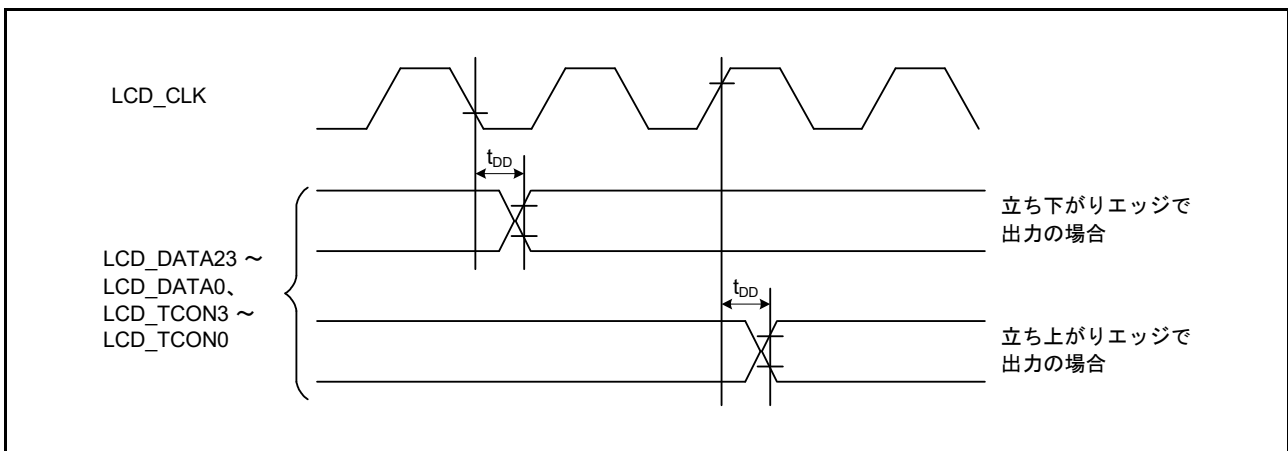 LCD_CLK
tDD
立ち下がりエッジで
出力の場合
LCD_DATA23 ~
LCD_DATA0、
LCD_TCON3 ~
LCD_TCON0
tDD
立ち上がりエッジで
出力の場合